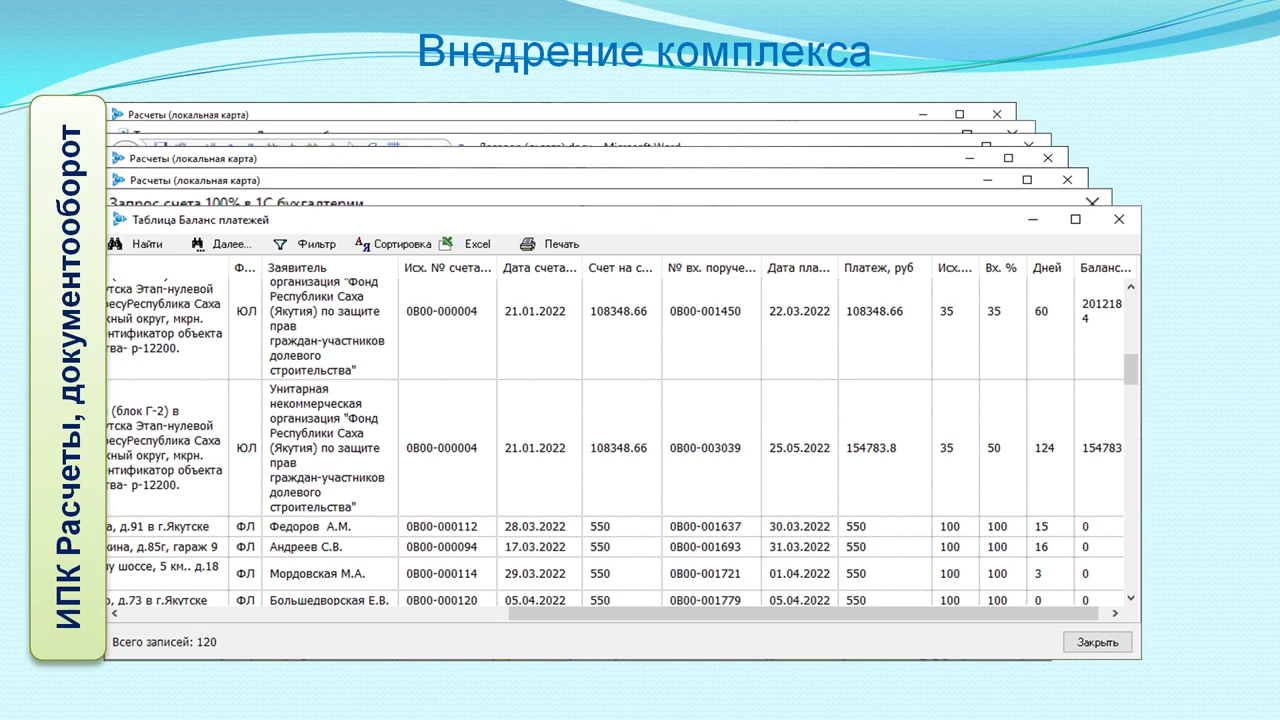 Внедрение комплекса
ИПК Расчеты, документооборот
Расчеты (локальная карта)
Расчеты (локальная карта)
Расчеты (локальная карта)
Запрос счета 100% в 1С бухгалтерии
Таблица Баланс платежей
Найти Далее... Фильтр Сортировка Excel Печать
Ф... Заявитель Исх. № счета... Дата счета... Счет на с... № вх. поруче... Дата пла... Платеж, руб Исх.... Вх. % Дней Баланс...
организация "Фонд
утска Этап-нулевой Республики Саха
ресуРеспублика Саха (Якутия) по защите 201218
жный округ, мкрн. ЮЛ прав 0В00-000004 21.01.2022 108348.66 0В00-001450 22.03.2022 108348.66 35 35 60 4
нтификатор объекта граждан-участников
тва- р-12200. долевого
строительства"
Унитарная
некоммерческая
(блок Г-2) в организация "Фонд
утска Этап-нулевой Республики Саха
ресуРеспублика Саха (Якутия) по защите
жный округ, мкрн. ЮЛ прав 0В00-000004 21.01.2022 108348.66 0В00-003039 25.05.2022 154783.8 35 50 124 154783
нтификатор объекта граждан-участников
тва- р-12200. долевого
строительства"
а, д.91 в г.Якутске ФЛ Федоров А.М. 0В00-000112 28.03.2022 550 0В00-001637 30.03.2022 550 100 100 15 0
кина, д.85г, гараж 9 ФЛ Андреев С.В. 0В00-000094 17.03.2022 550 0В00-001693 31.03.2022 550 100 100 16 0
му шоссе, 5 км.. д.18 ФЛ Мордовская М.А. 0В00-000114 29.03.2022 550 0В00-001721 01.04.2022 550 100 100 3 0
о, д.73 в г.Якутске ФЛ Большедворская Е.В. 0В00-000120 05.04.2022 550 0В00-001779 05.04.2022 550 100 100 0 0
Всего записей: 120
Закрыть